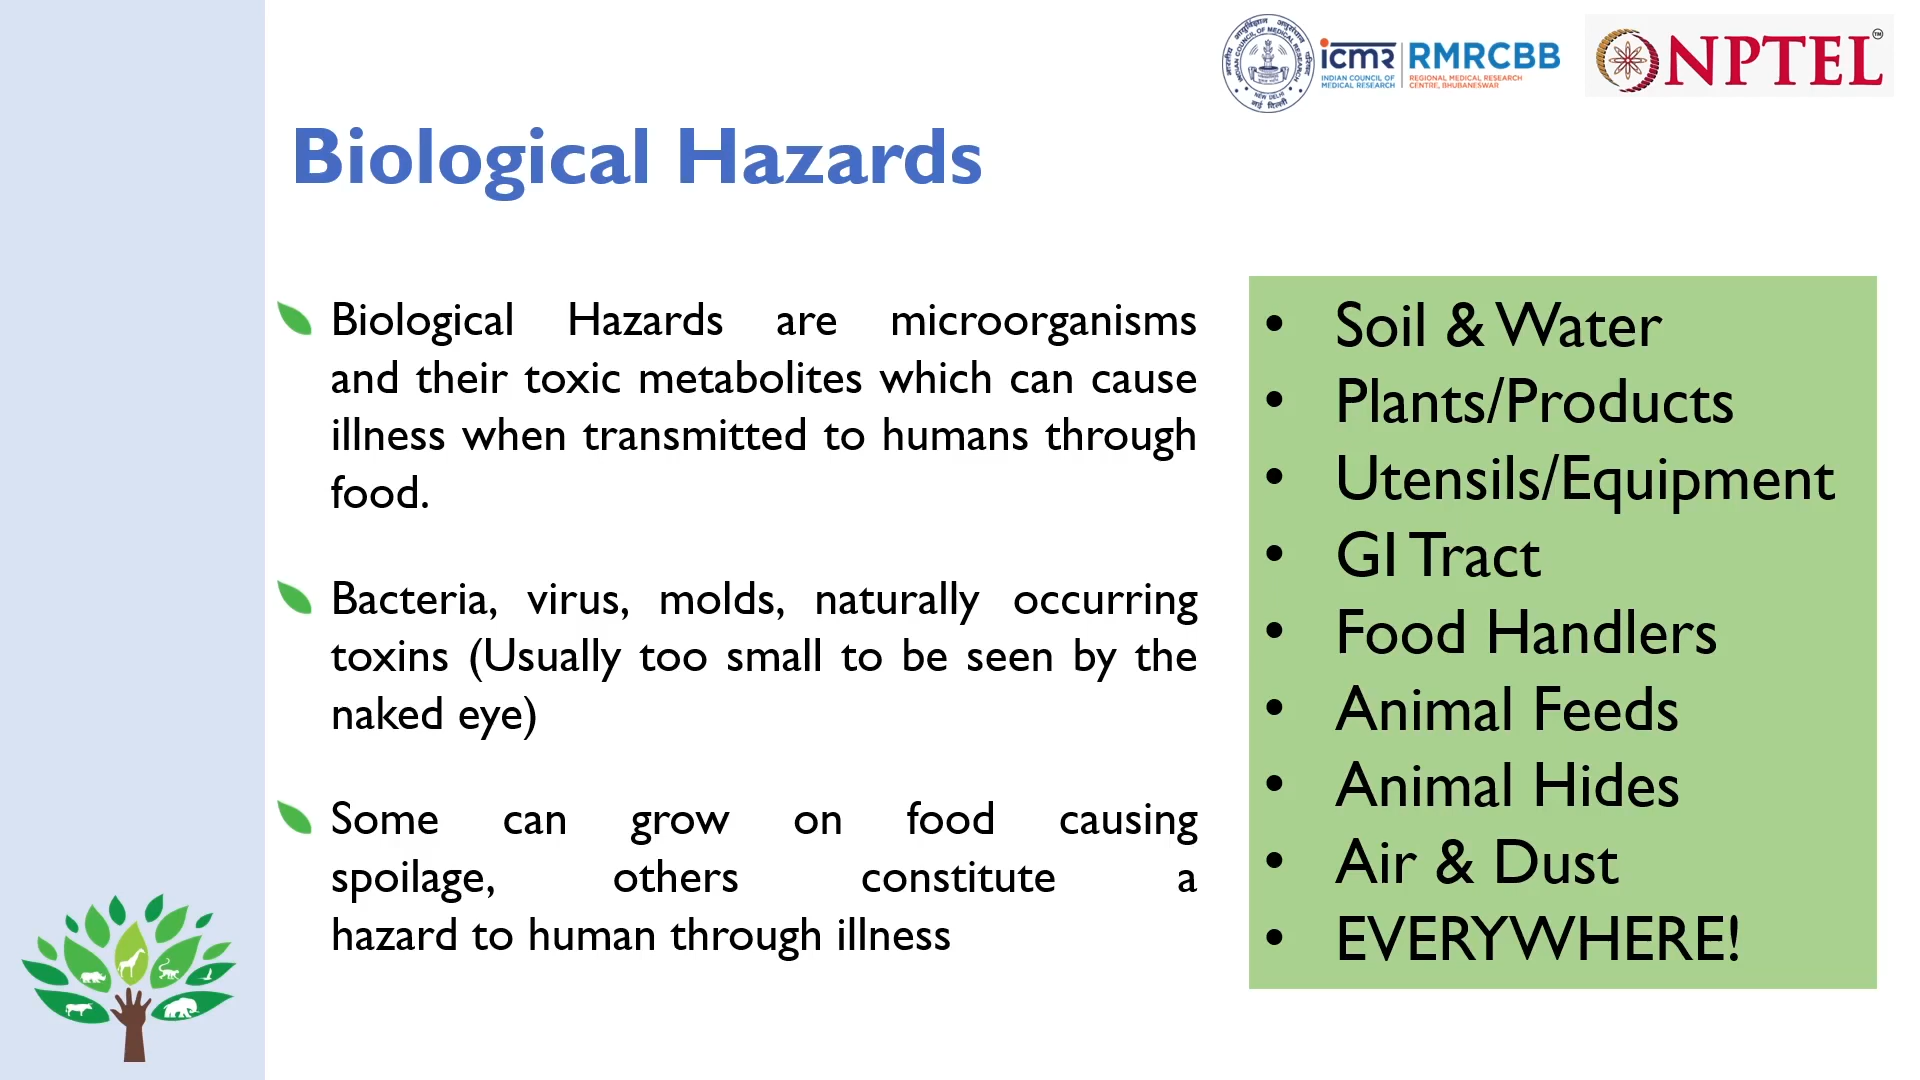 icmr
INDIAN COUNCIL OF
MEDICAL RESEARCH
RMRCBB
REGIONAL MEDICAL RESEARCH
CENTRE, BHUBANESWAR
NPTEL
TM
Biological Hazards
Biological Hazards are microorganisms
and their toxic metabolites which can cause
illness when transmitted to humans through
food.
Bacteria, virus, molds, naturally occurring
toxins (Usually too small to be seen by the
naked eye)
Some can grow on food causing
spoilage, others constitute a
hazard to human through illness
• Soil & Water
• Plants/Products
• Utensils/Equipment
• GI Tract
• Food Handlers
• Animal Feeds
• Animal Hides
• Air & Dust
• EVERYWHERE!